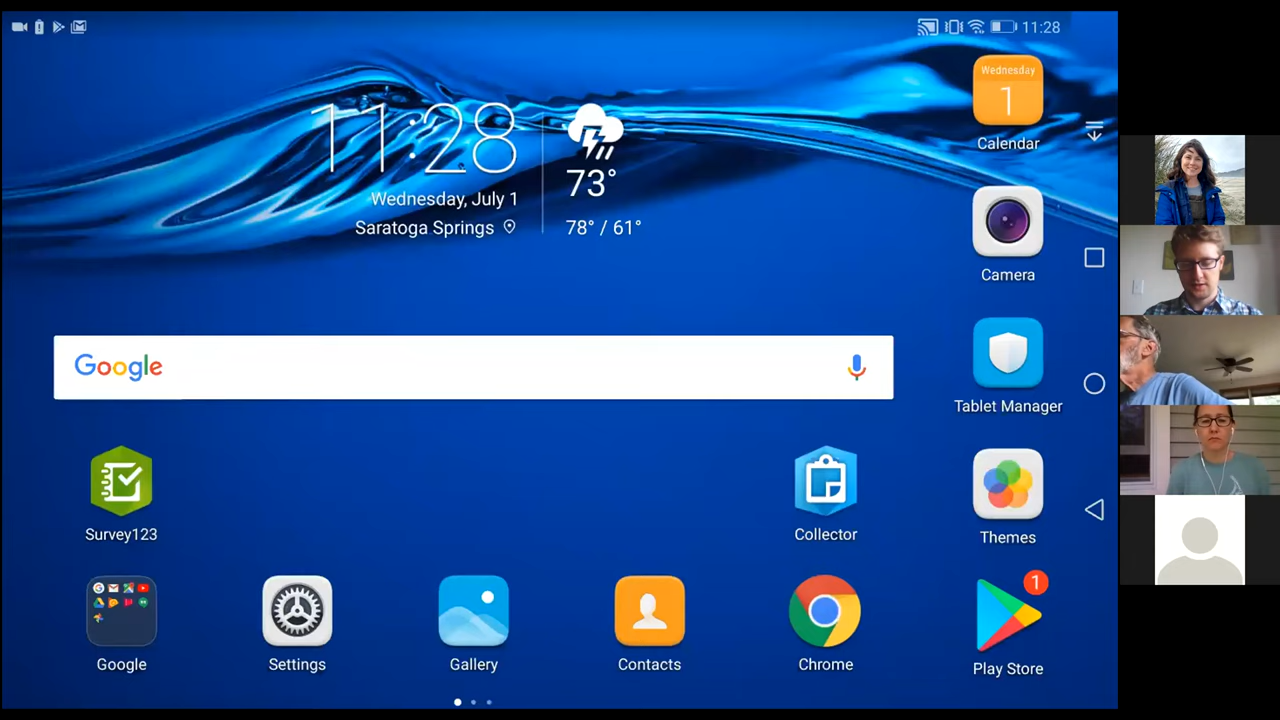 11:28
Wednesday
1
Calendar
11:28
Wednesday, July 1
Saratoga Springs
73°
78° / 61°
Camera
Google
Tablet Manager
Survey123
Collector
Themes
1
Google
Settings
Gallery
Contacts
Chrome
Play Store